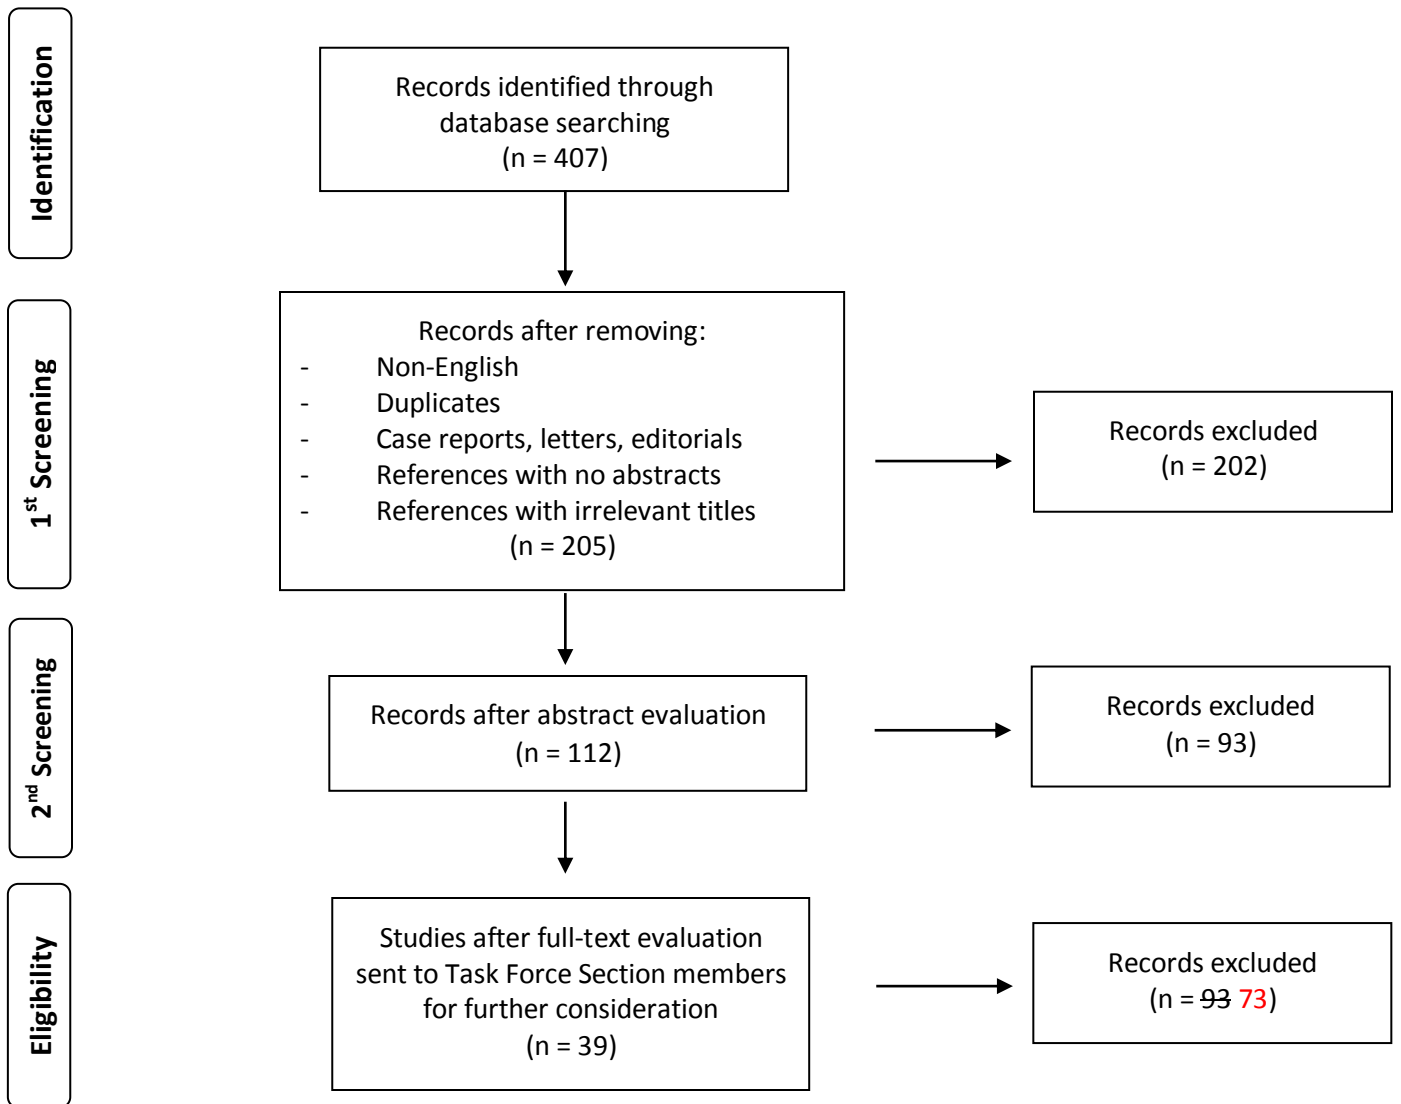 Identification
Records identified through
database searching
(n = 407)
1st Screening
Records after removing:
- Non-English
- Duplicates
- Case reports, letters, editorials
- References with no abstracts
- References with irrelevant titles
(n = 205)
Records excluded
(n = 202)
2nd Screening
Records after abstract evaluation
(n = 112)
Records excluded
(n = 93)
Eligibility
Studies after full-text evaluation
sent to Task Force Section members
for further consideration
(n = 39)
Records excluded
(n = 93 73)